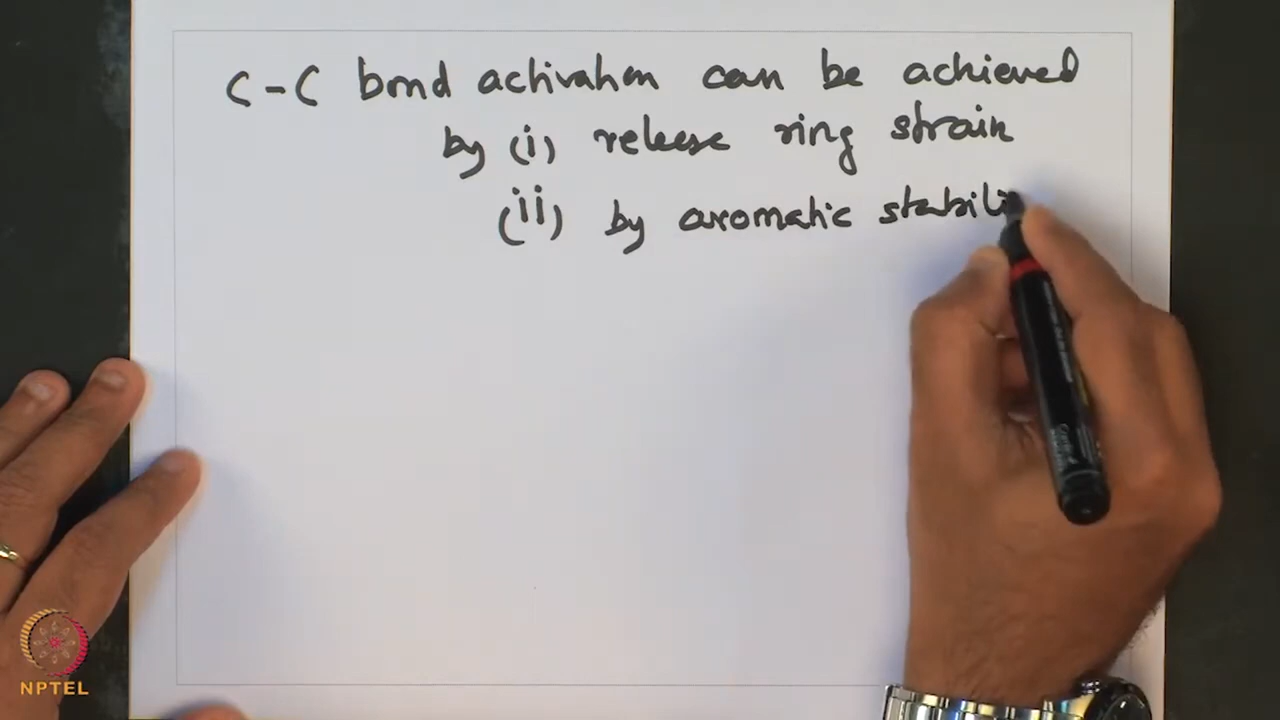 C-C bond activation can be achieved
by (i) release ring strain
(ii) by aromatic stabili
NPTEL